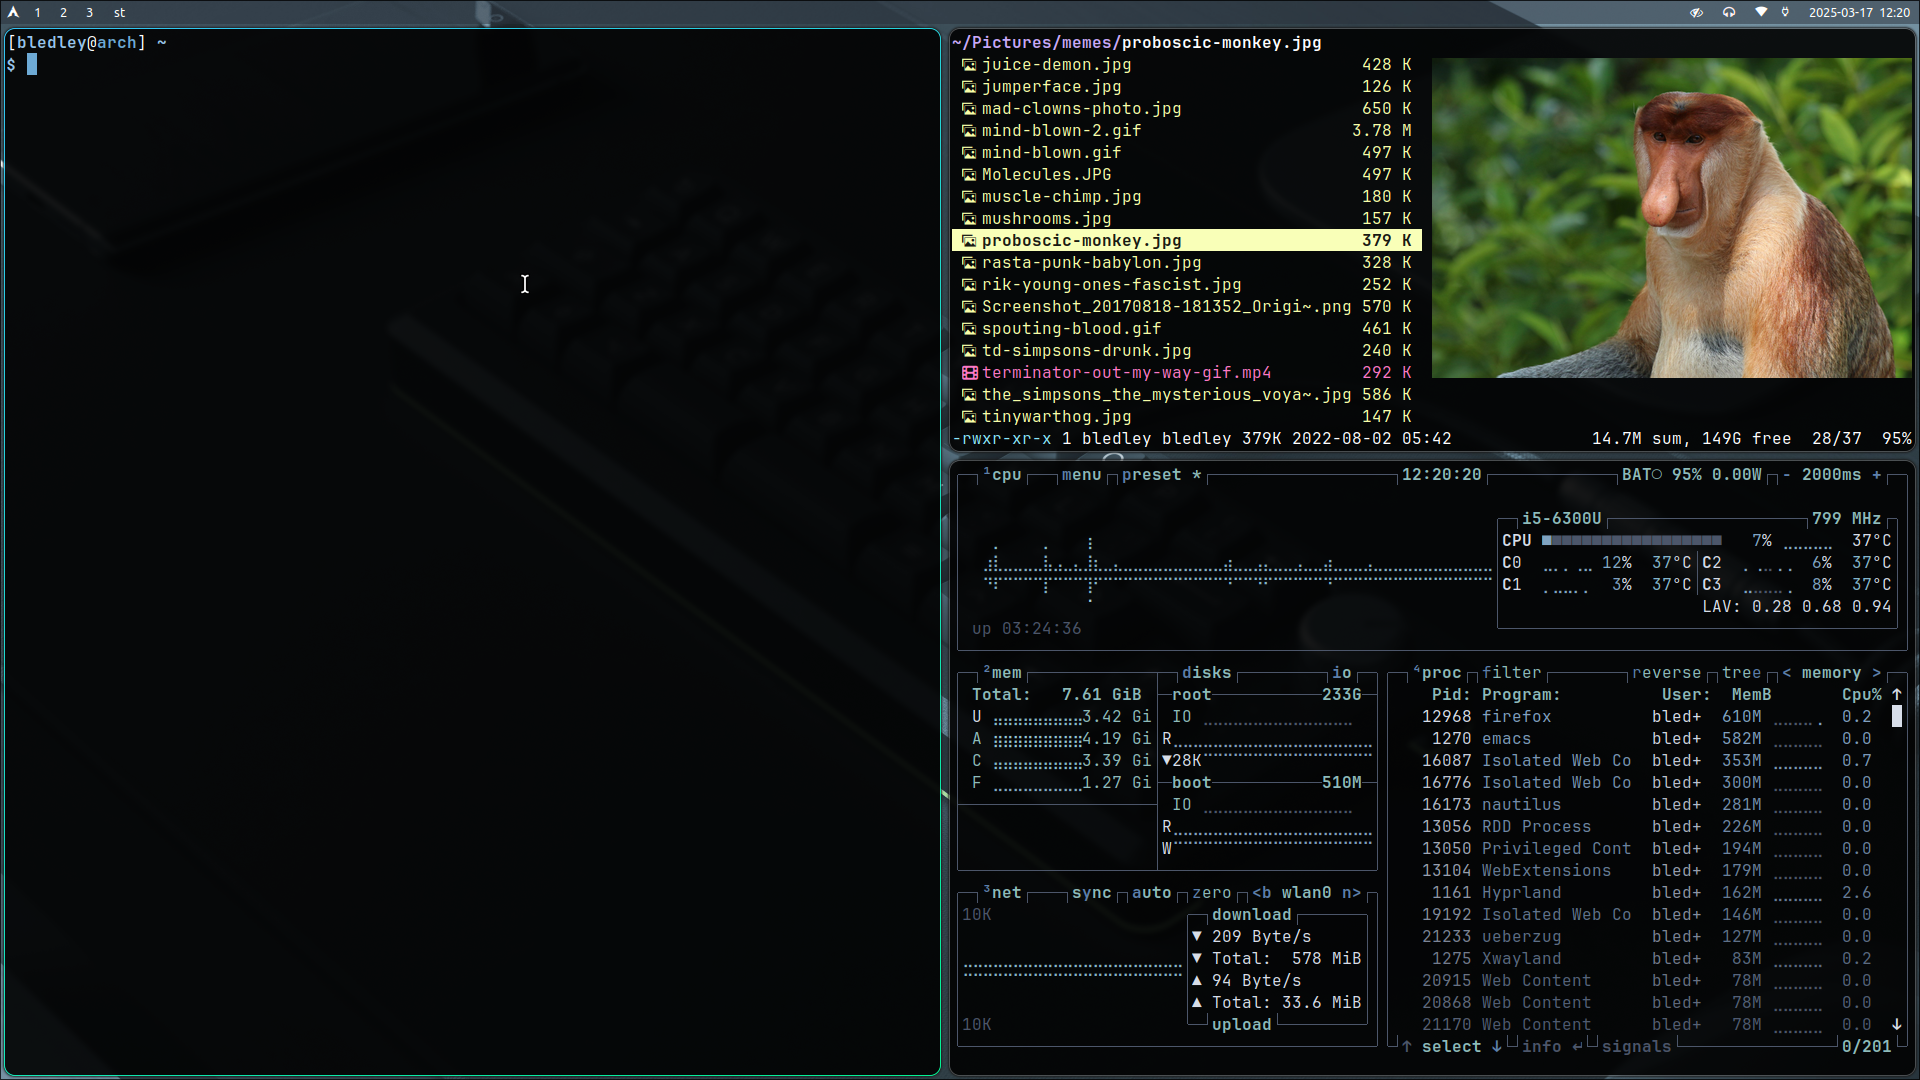 1 2 3 st
2025-03-17 12:20
[bledley@arch] ~
$
~/Pictures/memes/proboscic-monkey.jpg
juice-demon.jpg 428 K
jumperface.jpg 126 K
mad-clowns-photo.jpg 650 K
mind-blown-2.gif 3.78 M
mind-blown.gif 497 K
Molecules.JPG 497 K
muscle-chimp.jpg 180 K
mushrooms.jpg 157 K
proboscic-monkey.jpg 379 K
rasta-punk-babylon.jpg 328 K
rik-young-ones-fascist.jpg 252 K
Screenshot_20170818-181352_Origi~.png 570 K
spouting-blood.gif 461 K
td-simpsons-drunk.jpg 240 K
terminator-out-my-way-gif.mp4 292 K
the_simpsons_the_mysterious_voya~.jpg 586 K
tinywarthog.jpg 147 K
-rwxr-xr-x 1 bledley bledley 379K 2022-08-02 05:42 14.7M sum, 149G free 28/37 95%
¹cpu menu preset * 12:20:20 BAT○ 95% 0.00W - 2000ms +
i5-6300U 799 MHz
CPU 7% 37°C
C0 12% 37°C C2 6% 37°C
C1 3% 37°C C3 8% 37°C
LAV: 0.28 0.68 0.94
up 03:24:36
²mem
Total: 7.61 GiB
U 3.42 Gi
A 4.19 Gi
C 3.39 Gi
F 1.27 Gi
disks io
root 233G
IO
R
▼28K
boot 510M
IO
R
W
³net sync auto zero <b wlan0 n>
10K
download
▼ 209 Byte/s
▼ Total: 578 MiB
▲ 94 Byte/s
▲ Total: 33.6 MiB
10K
upload
⁴proc filter reverse tree < memory >
Pid: Program: User: MemB Cpu% ↑
12968 firefox bled+ 610M 0.2
1270 emacs bled+ 582M 0.0
16087 Isolated Web Co bled+ 353M 0.7
16776 Isolated Web Co bled+ 300M 0.0
16173 nautilus bled+ 281M 0.0
13056 RDD Process bled+ 226M 0.0
13050 Privileged Cont bled+ 194M 0.0
13104 WebExtensions bled+ 179M 0.0
1161 Hyprland bled+ 162M 2.6
19192 Isolated Web Co bled+ 146M 0.0
21233 ueberzug bled+ 127M 0.0
1275 Xwayland bled+ 83M 0.2
20915 Web Content bled+ 78M 0.0
20868 Web Content bled+ 78M 0.0
21170 Web Content bled+ 78M 0.0 ↓
↑ select ↓ info ↵ signals 0/201